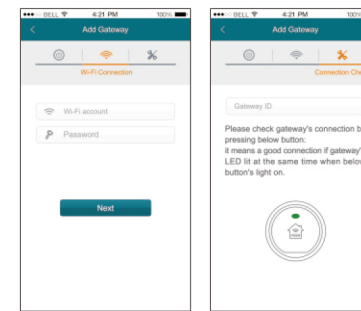 BELL 4:21 PM 100%
Add Gateway
Wi-Fi Connection
Wi-Fi account
Password
Next
BELL 4:21 PM 100%
Add Gateway
Connection Che
Gateway ID
Please check gateway's connection b
pressing below button:
it means a good connection if gateway'
LED lit at the same time when below
button's light on.